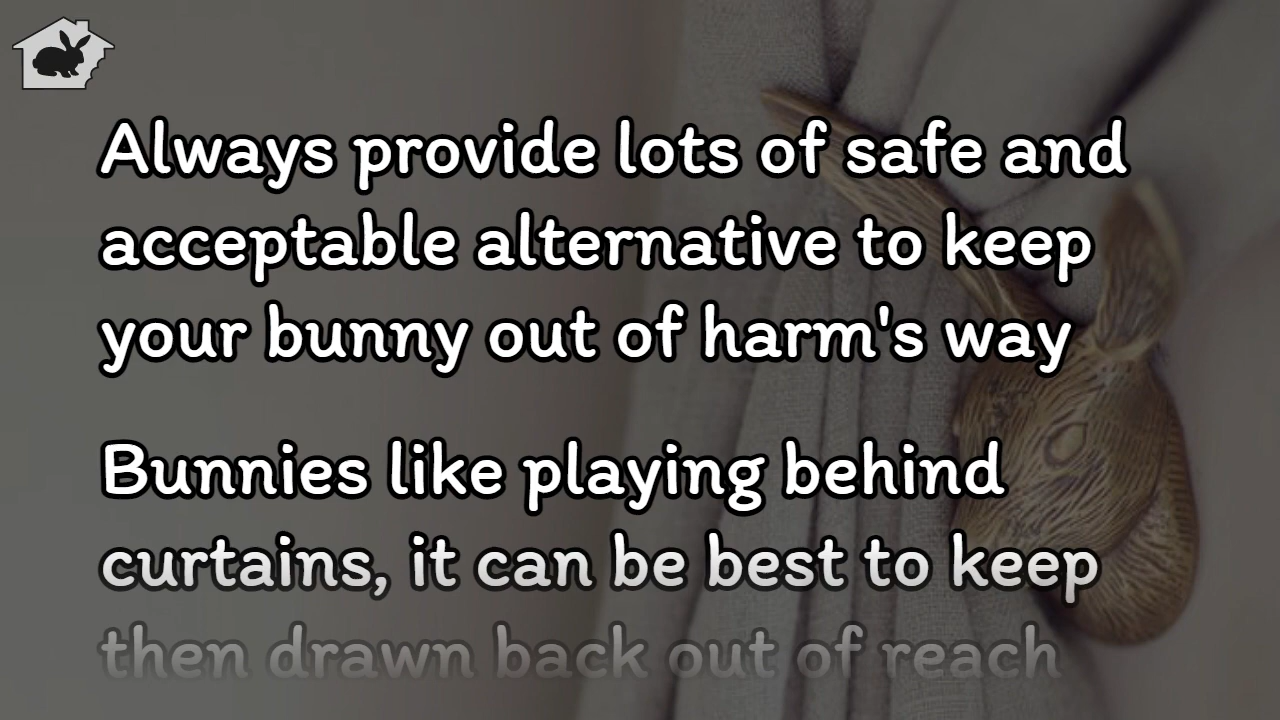 Always provide lots of safe and
acceptable alternative to keep
your bunny out of harm's way
Bunnies like playing behind
curtains, it can be best to keep
then drawn back out of reach